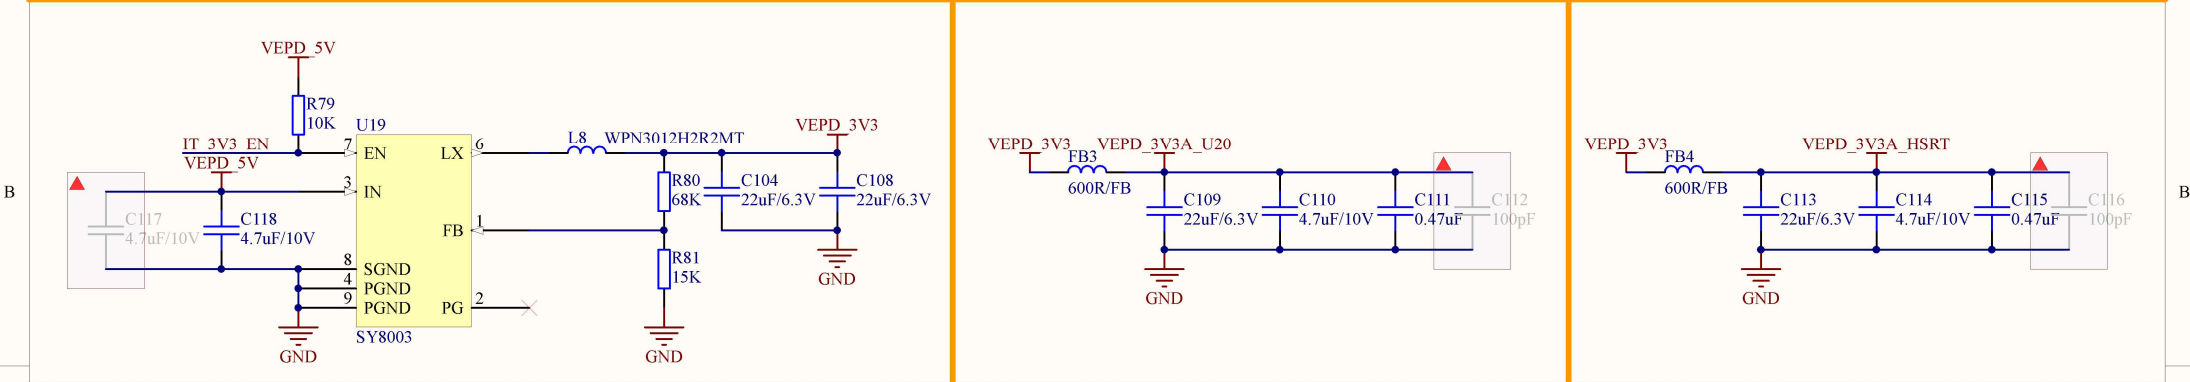 VEPD_5V
R79
10K
U19
IT_3V3_EN
7
EN
LX
6
L8
WPN3012H2R2MT
VEPD_3V3
VEPD_5V
3
IN
R80
68K
C104
22uF/6.3V
C108
22uF/6.3V
C117
4.7uF/10V
C118
4.7uF/10V
FB
1
8
SGND
4
PGND
9
PGND
PG
2
R81
15K
GND
SY8003
GND
GND
B
VEPD_3V3
VEPD_3V3A_U20
FB3
600R/FB
C109
22uF/6.3V
C110
4.7uF/10V
C111
0.47uF
C112
100pF
GND
VEPD_3V3
VEPD_3V3A_HSRT
FB4
600R/FB
C113
22uF/6.3V
C114
4.7uF/10V
C115
0.47uF
C116
100pF
GND
B